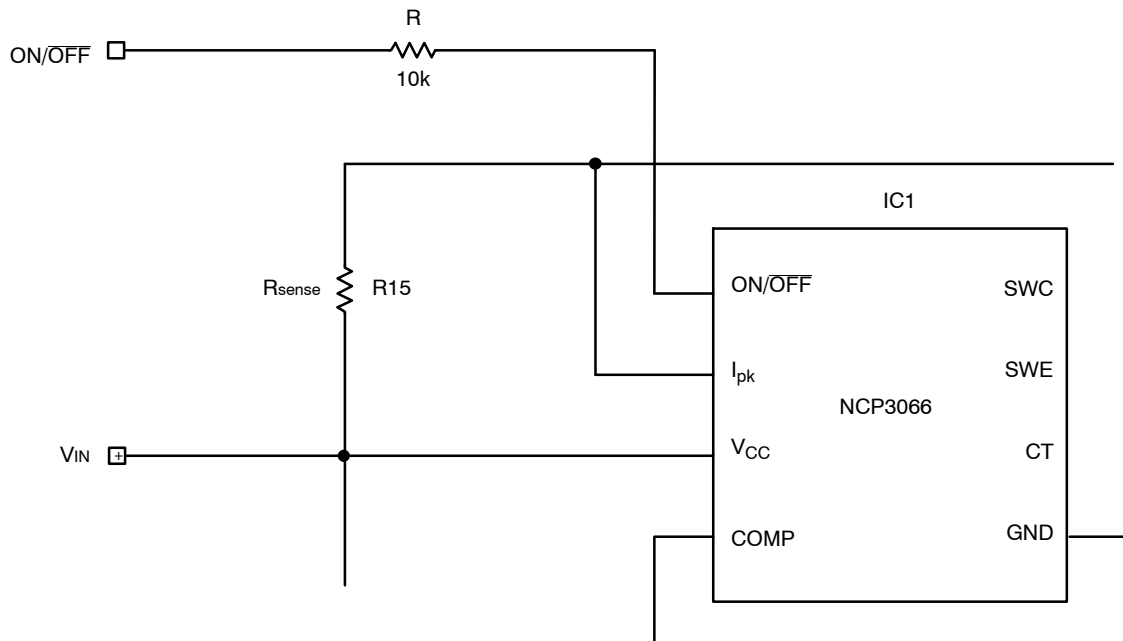 R
ON/OFF
10k
IC1
Rsense R15
ON/OFF SWC
Ipk SWE
NCP3066
VIN + VCC CT
COMP GND